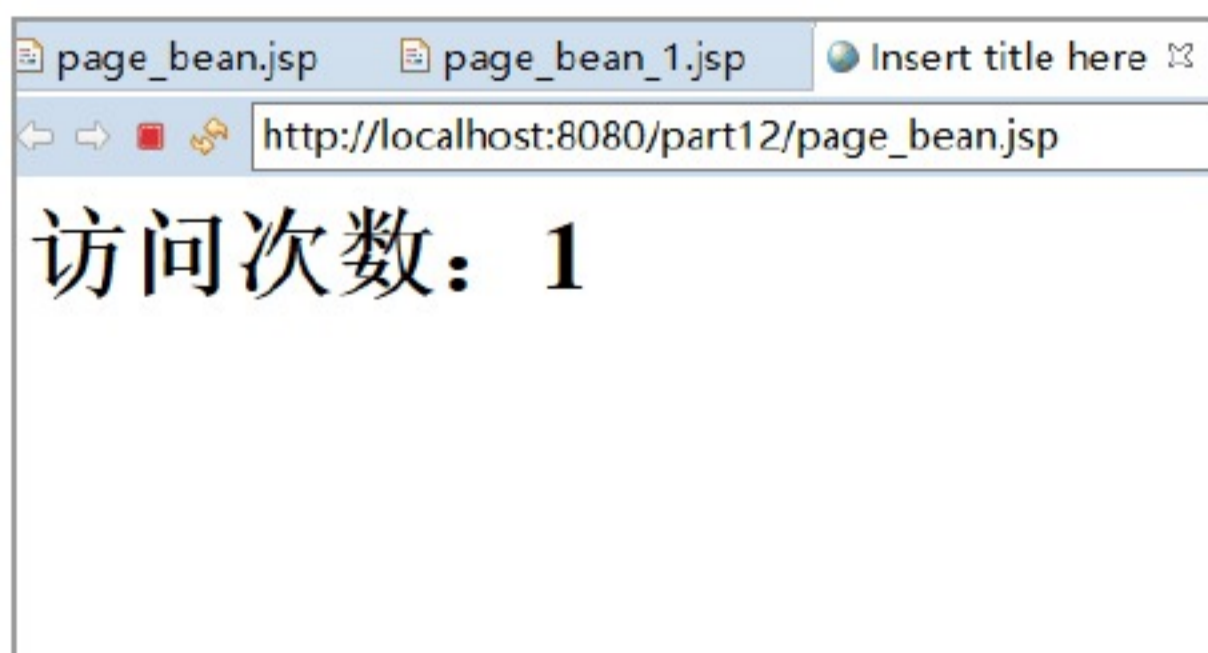 page_bean.jsp page_bean_1.jsp Insert title here
http://localhost:8080/part12/page_bean.jsp
访问次数：1